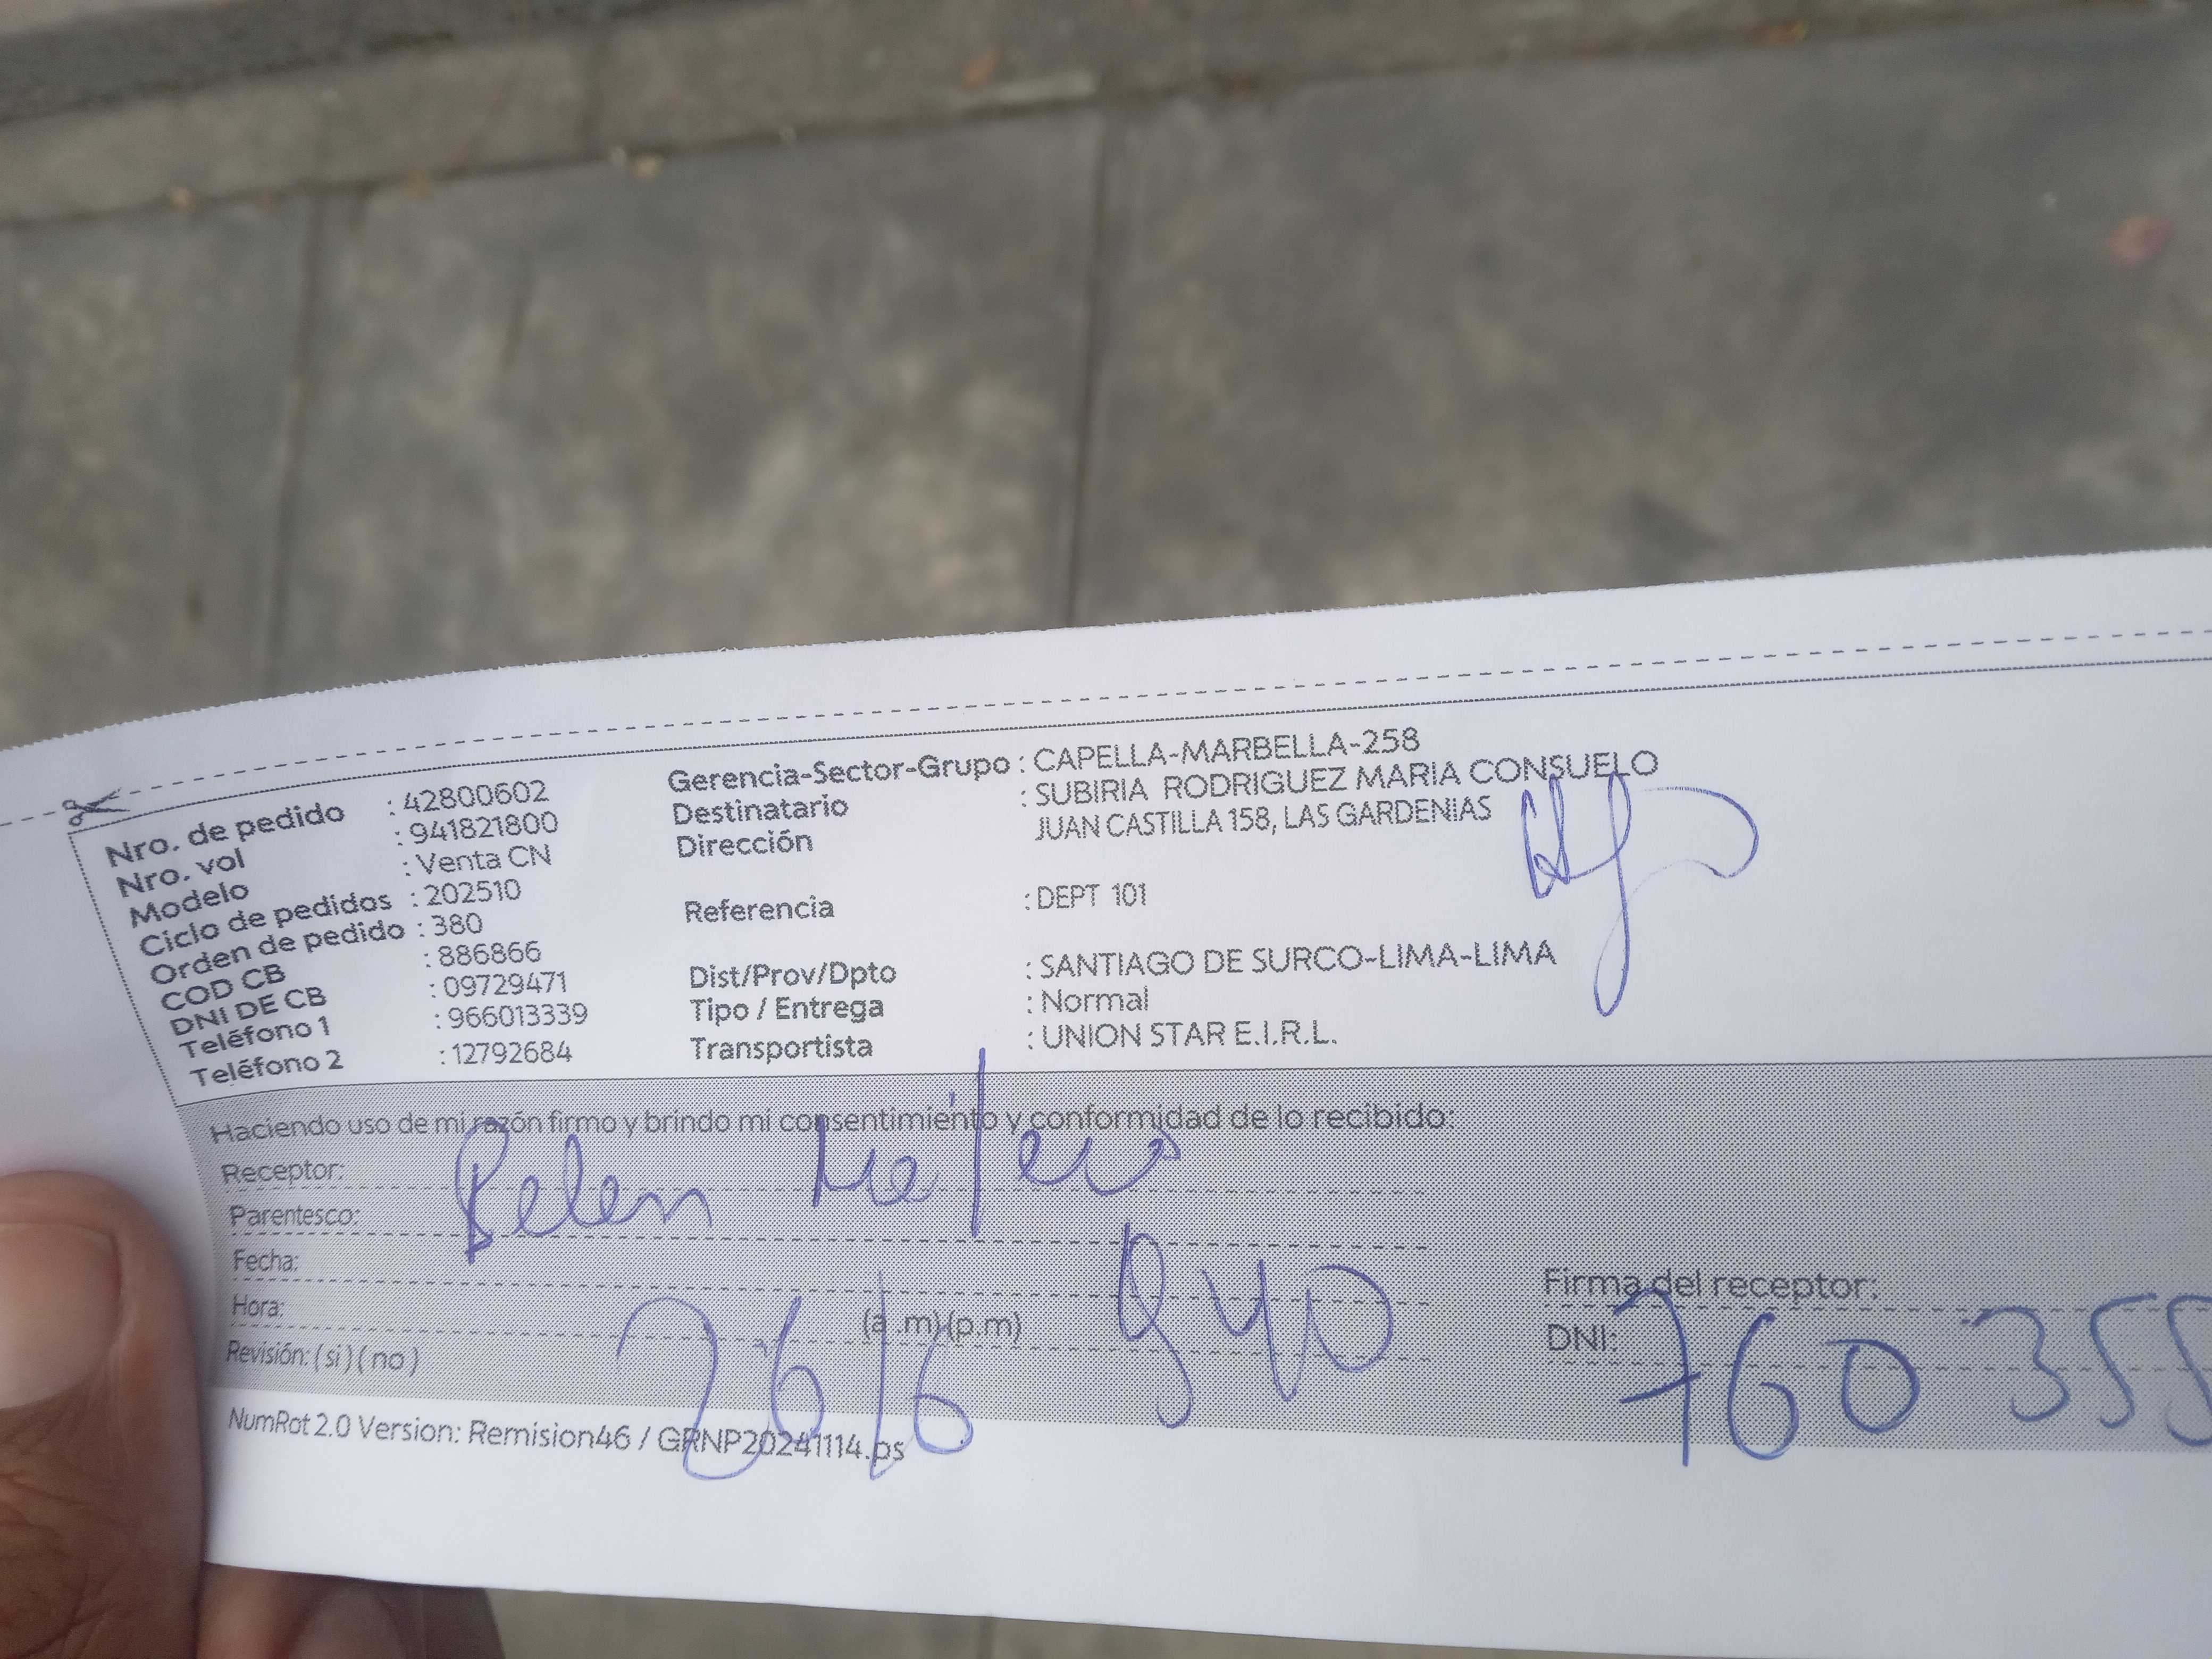 Nro. de pedido : 42800602
Nro. vol : 941821800
Modelo : Venta CN
Ciclo de pedidos : 202510
Orden de pedido : 380
COD CB : 886866
DNI DE CB : 09729471
Teléfono 1 : 966013339
Teléfono 2 : 12792684
Gerencia-Sector-Grupo : CAPELLA-MARBELLA-258
Destinatario : SUBIRIA RODRIGUEZ MARIA CONSUELO
Dirección JUAN CASTILLA 158, LAS GARDENIAS
Referencia : DEPT 101
Dist/Prov/Dpto : SANTIAGO DE SURCO-LIMA-LIMA
Tipo / Entrega : Normal
Transportista : UNION STAR E.I.R.L.
Haciendo uso de mi razón firmo y brindo mi consentimiento y conformidad de lo recibido:
Receptor: Belen Mateo
Parentesco:
Fecha:
Hora: (a .m) (p.m) 940
Revisión: (si) (no) 26/6
Firma del receptor:
DNI: 760355
NumRot 2.0 Version: Remision46 / GRNP20241114.ps